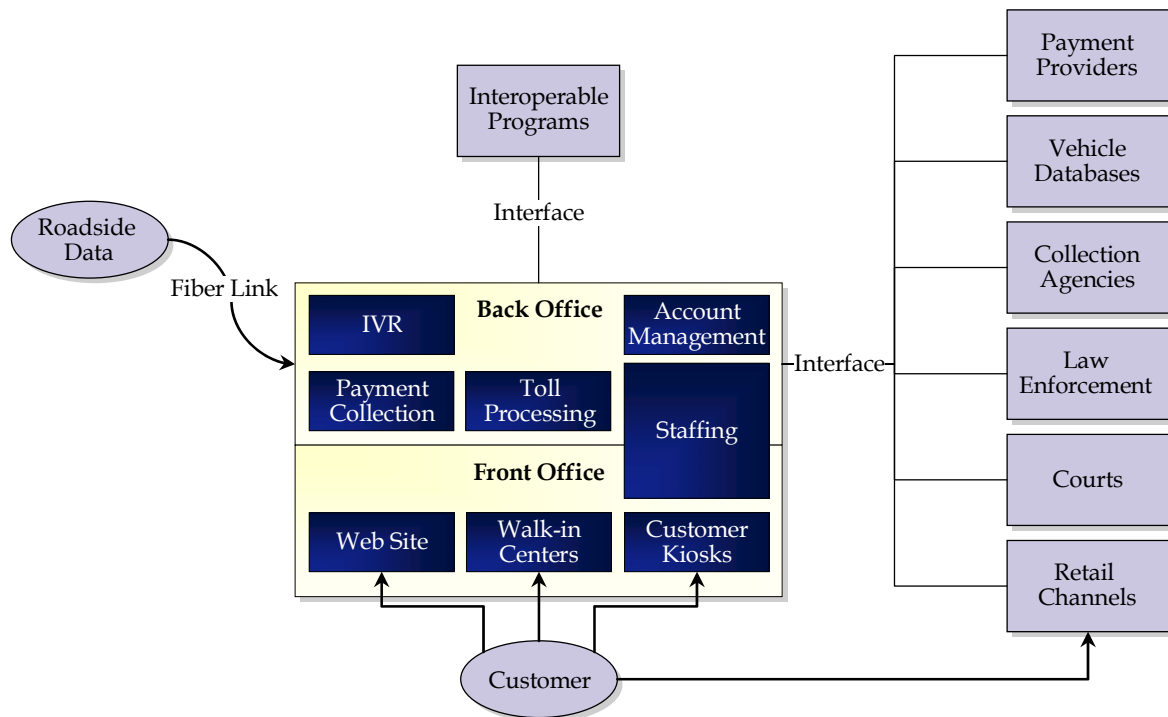 Payment
Providers
Interoperable
Programs
Vehicle
Databases
Interface
Roadside
Data
Collection
Agencies
Fiber Link
Back Office
IVR
Account
Management
Interface
Law
Enforcement
Payment
Collection
Toll
Processing
Staffing
Front Office
Courts
Web Site
Walk-in
Centers
Customer
Kiosks
Retail
Channels
Customer